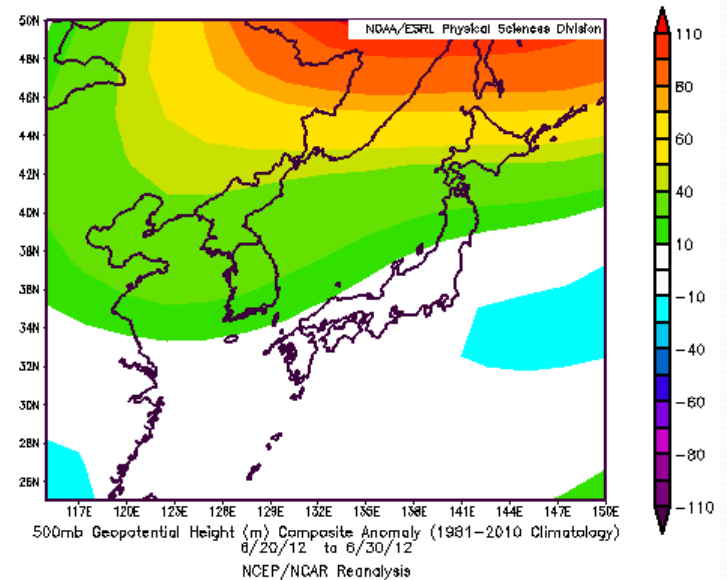 NOAA/ESRL Physical Sciences Division
50N
48N
46N
44N
42N
40N
38N
36N
34N
32N
30N
28N
26N
117E 120E 123E 126E 129E 132E 135E 138E 141E 144E 147E 150E
110
80
60
40
10
-10
-40
-60
-80
-110
500mb Geopotential Height (m) Composite Anomaly (1981-2010 Climatology)
6/20/12 to 6/30/12
NCEP/NCAR Reanalysis